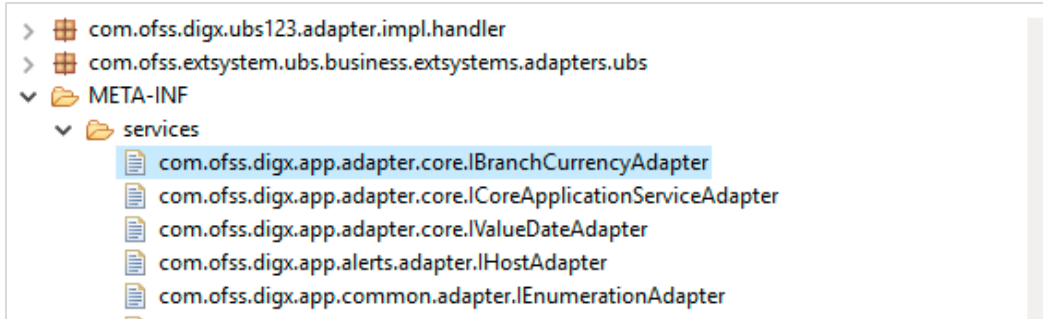 com.ofss.digx.ubs123.adapter.impl.handler
com.ofss.extsystem.ubs.business.extsystems.adapters.ubs
META-INF
services
com.ofss.digx.app.adapter.core.IBranchCurrencyAdapter
com.ofss.digx.app.adapter.core.ICoreApplicationServiceAdapter
com.ofss.digx.app.adapter.core.IValueDateAdapter
com.ofss.digx.app.alerts.adapter.IHostAdapter
com.ofss.digx.app.common.adapter.IEnumerationAdapter